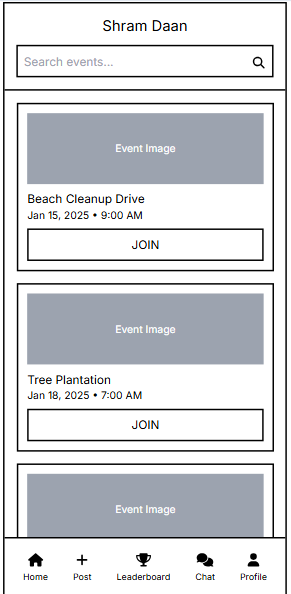 Shram Daan
Search events...
Event Image
Beach Cleanup Drive
Jan 15, 2025 • 9:00 AM
JOIN
Event Image
Tree Plantation
Jan 18, 2025 • 7:00 AM
JOIN
Event Image
Home Post Leaderboard Chat Profile